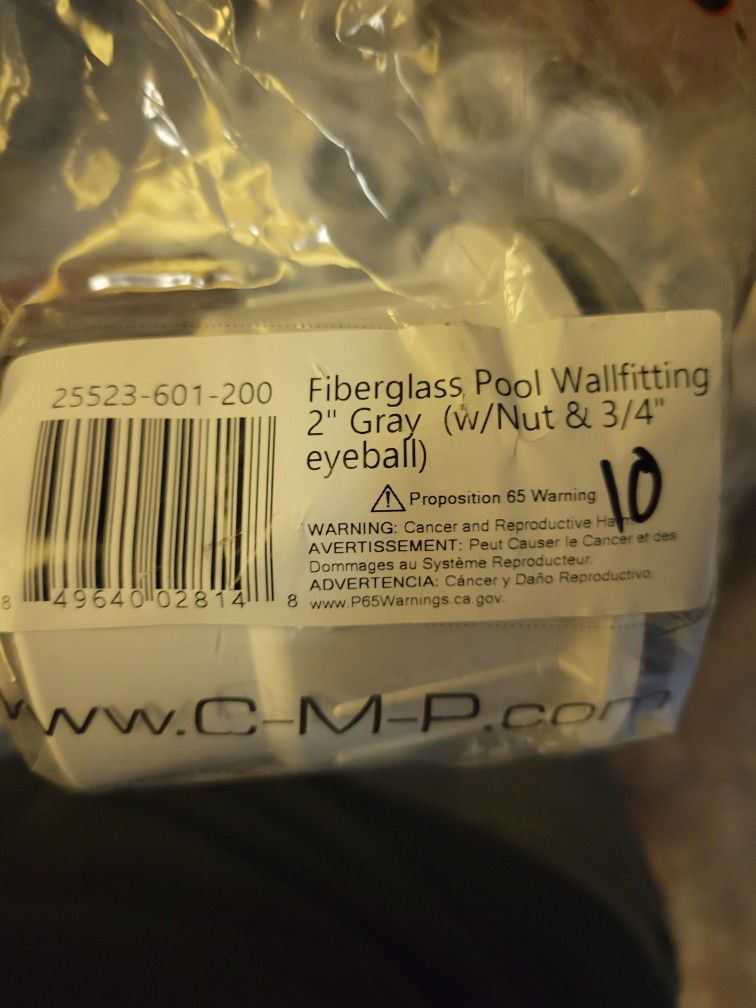 25523-601-200
Fiberglass Pool Wallfitting
2" Gray (w/Nut & 3/4"
eyeball)
Proposition 65 Warning
10
WARNING: Cancer and Reproductive Harm
AVERTISSEMENT: Peut Causer le Cancer et des
Dommages au Système Reproducteur.
ADVERTENCIA: Cáncer y Daño Reproductivo.
www.P65Warnings.ca.gov.
8 49640 02814 8
www.C-M-P.com